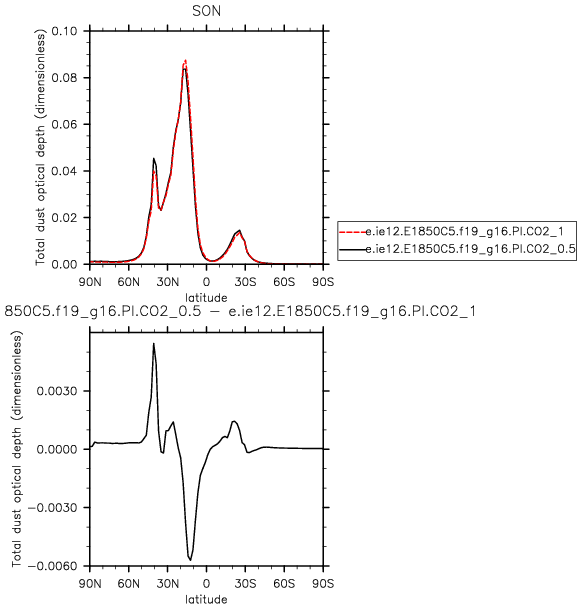 SON
Total dust optical depth (dimensionless)
0.10
0.08
0.06
0.04
0.02
0.00
90N 60N 30N 0 30S 60S 90S
latitude
e.ie12.E1850C5.f19_g16.PI.CO2_1
e.ie12.E1850C5.f19_g16.PI.CO2_0.5
850C5.f19_g16.PI.CO2_0.5 − e.ie12.E1850C5.f19_g16.PI.CO2_1
Total dust optical depth (dimensionless)
0.0030
0.0000
−0.0030
−0.0060
90N 60N 30N 0 30S 60S 90S
latitude